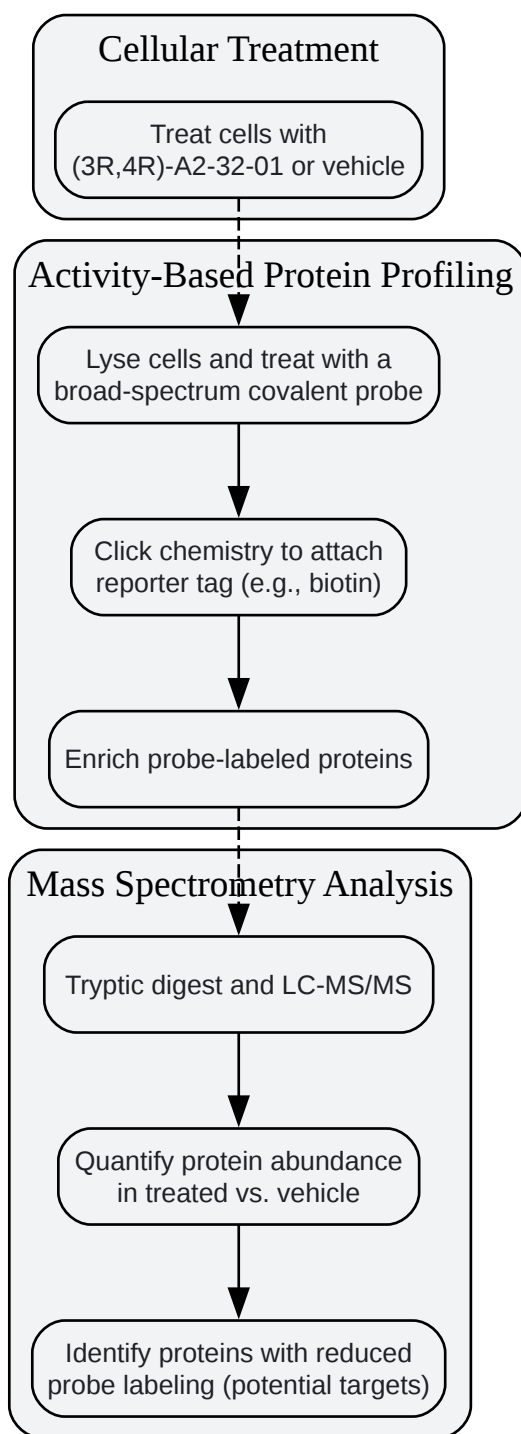 Cellular Treatment
Treat cells with
(3R,4R)-A2-32-01 or vehicle
Activity-Based Protein Profiling
Lyse cells and treat with a
broad-spectrum covalent probe
Click chemistry to attach
reporter tag (e.g., biotin)
Enrich probe-labeled proteins
Mass Spectrometry Analysis
Tryptic digest and LC-MS/MS
Quantify protein abundance
in treated vs. vehicle
Identify proteins with reduced
probe labeling (potential targets)